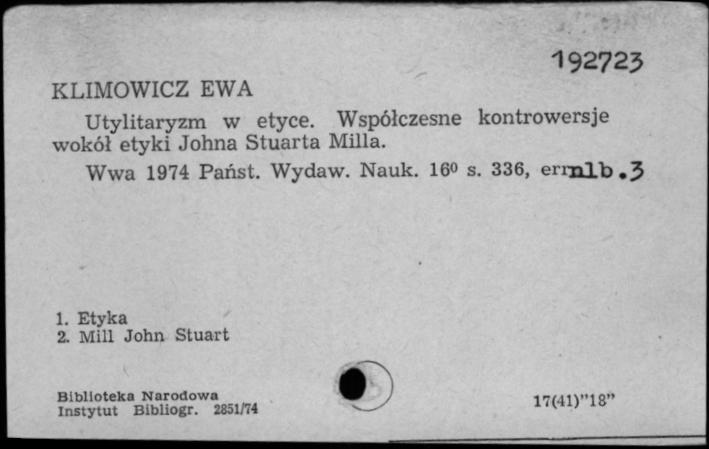 192723
KLIMOWICZ EWA
Utylitaryzm w etyce. Współczesne kontrowersje
wokół etyki Johna Stuarta Milla.
Wwa 1974 Państ. Wydaw. Nauk. 16⁰ s. 336, nlb.3
1. Etyka
2. Mill John Stuart
Biblioteka Narodowa
Instytut Bibliogr. 2851/74
17(41)”18”